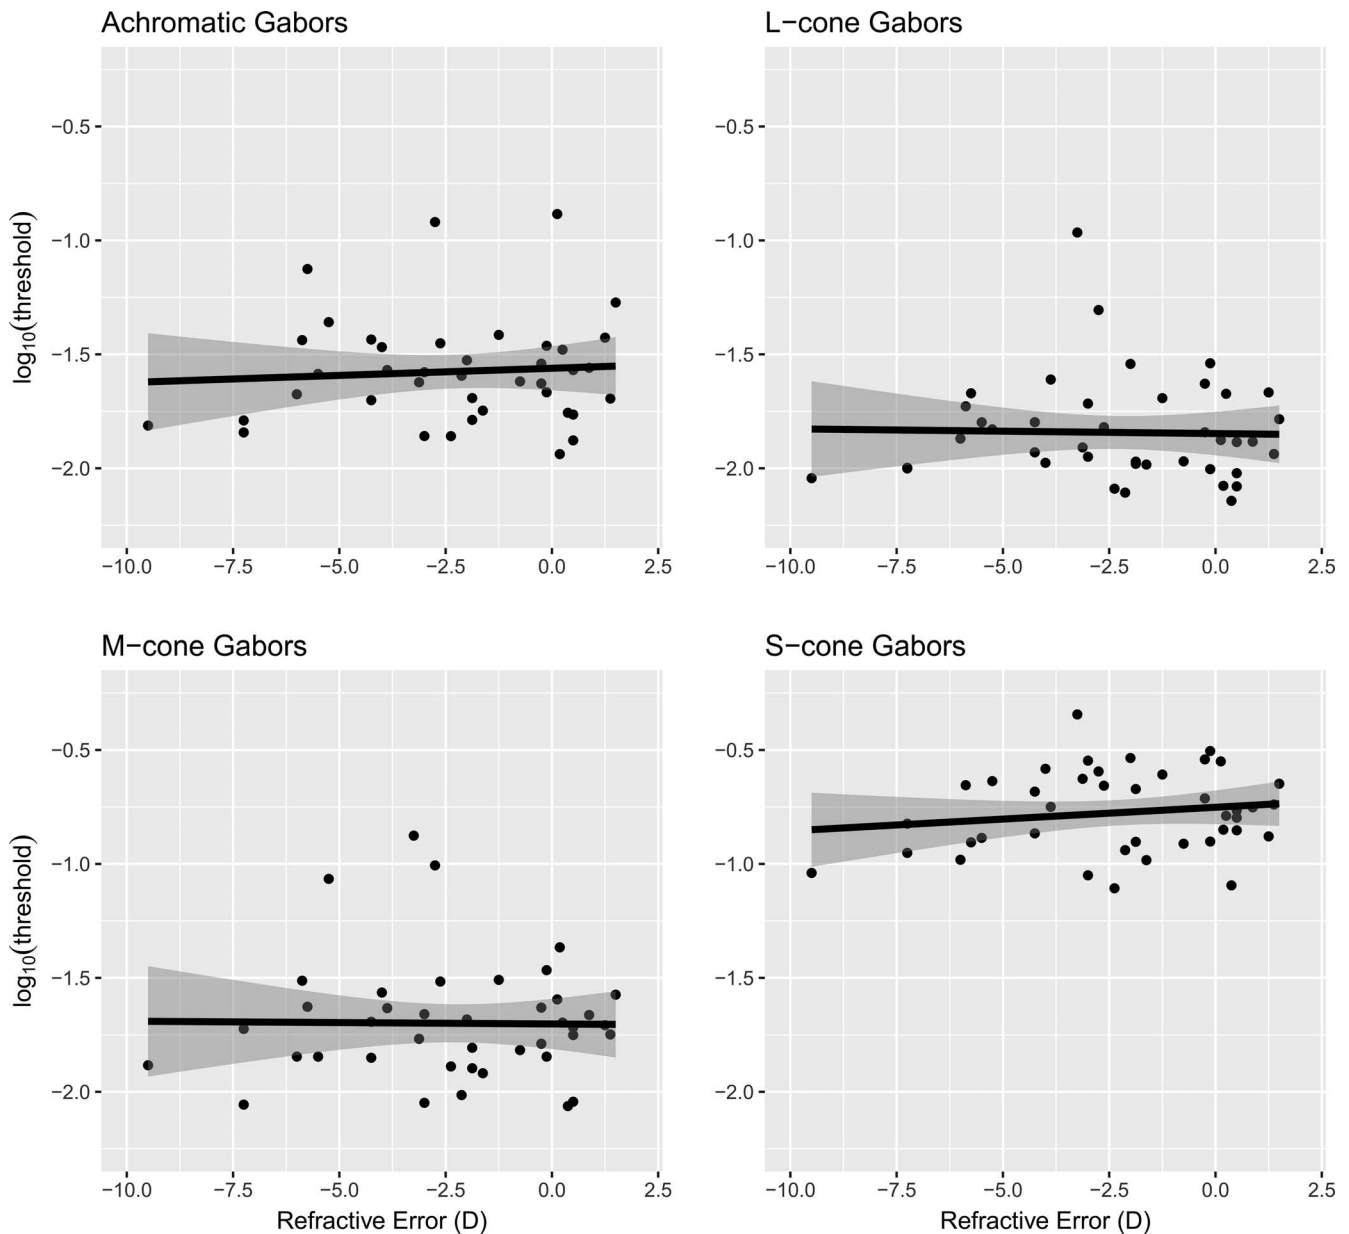 Achromatic Gabors
L−cone Gabors
log10(threshold)
−0.5
−1.0
−1.5
−2.0
−10.0 −7.5 −5.0 −2.5 0.0 2.5
−0.5
−1.0
−1.5
−2.0
−10.0 −7.5 −5.0 −2.5 0.0 2.5
M−cone Gabors
S−cone Gabors
log10(threshold)
−0.5
−1.0
−1.5
−2.0
−10.0 −7.5 −5.0 −2.5 0.0 2.5
Refractive Error (D)
−0.5
−1.0
−1.5
−2.0
−10.0 −7.5 −5.0 −2.5 0.0 2.5
Refractive Error (D)